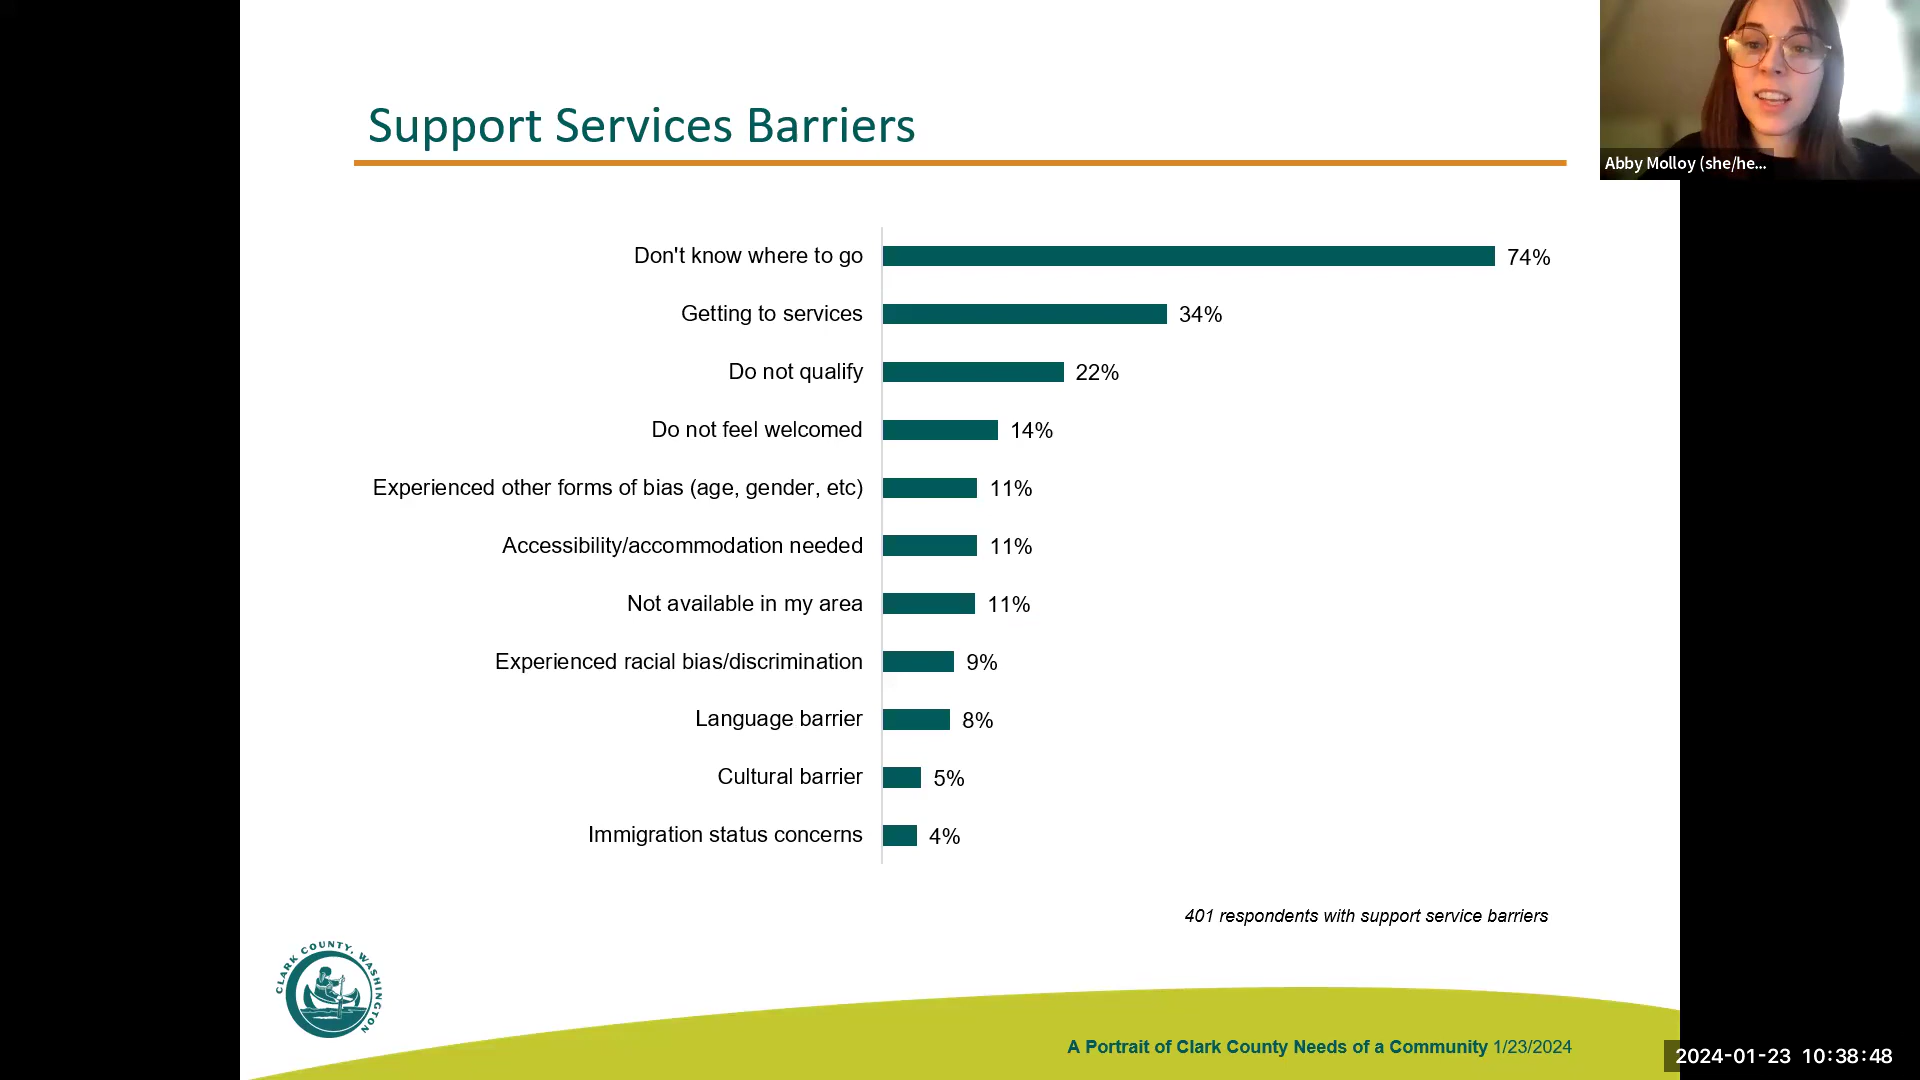 Support Services Barriers
Abby Molloy (she/he...
Don't know where to go 74%
Getting to services 34%
Do not qualify 22%
Do not feel welcomed 14%
Experienced other forms of bias (age, gender, etc) 11%
Accessibility/accommodation needed 11%
Not available in my area 11%
Experienced racial bias/discrimination 9%
Language barrier 8%
Cultural barrier 5%
Immigration status concerns 4%
401 respondents with support service barriers
CLARK COUNTY, WASHINGTON
A Portrait of Clark County Needs of a Community 1/23/2024
2024-01-23 10:38:48